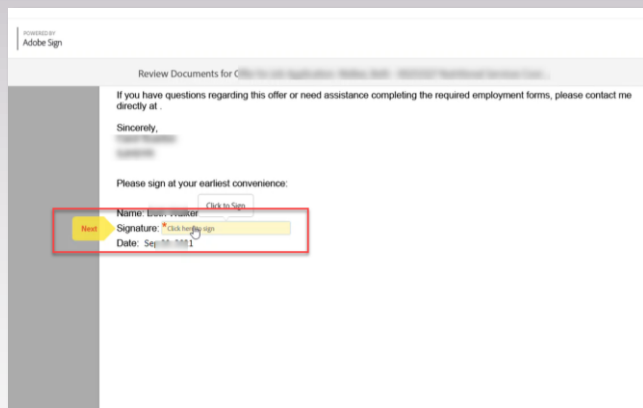 POWERED BY
Adobe Sign
Review Documents for
If you have questions regarding this offer or need assistance completing the required employment forms, please contact me
directly at .
Sincerely,
Please sign at your earliest convenience:
Click to Sign
Name: Walker
Next
Signature: *Click here to sign
Date: